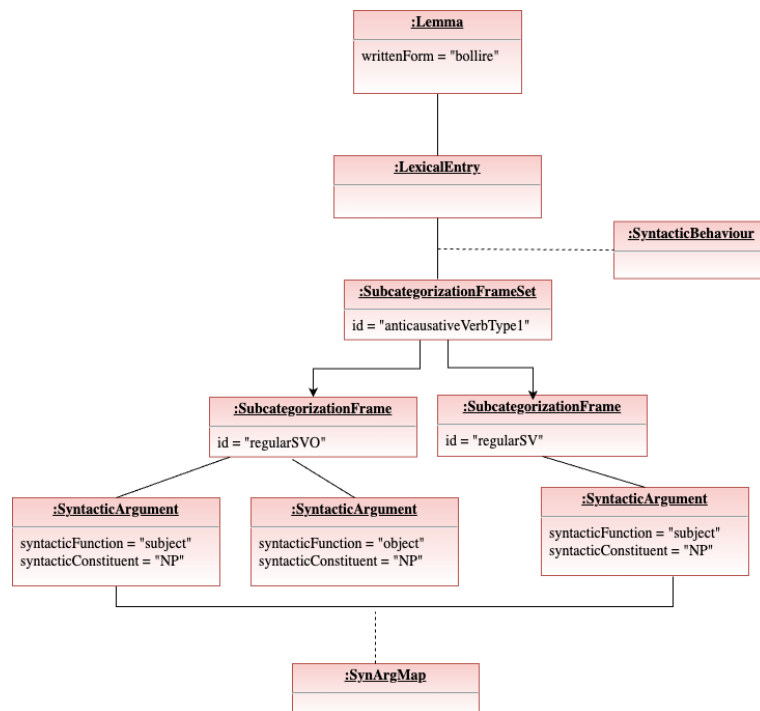 :Lemma
writtenForm = "bollire"
:LexicalEntry
:SyntacticBehaviour
:SubcategorizationFrameSet
id = "anticausativeVerbType1"
:SubcategorizationFrame
id = "regularSVO"
:SubcategorizationFrame
id = "regularSV"
:SyntacticArgument
syntacticFunction = "subject"
syntacticConstituent = "NP"
:SyntacticArgument
syntacticFunction = "object"
syntacticConstituent = "NP"
:SyntacticArgument
syntacticFunction = "subject"
syntacticConstituent = "NP"
:SynArgMap